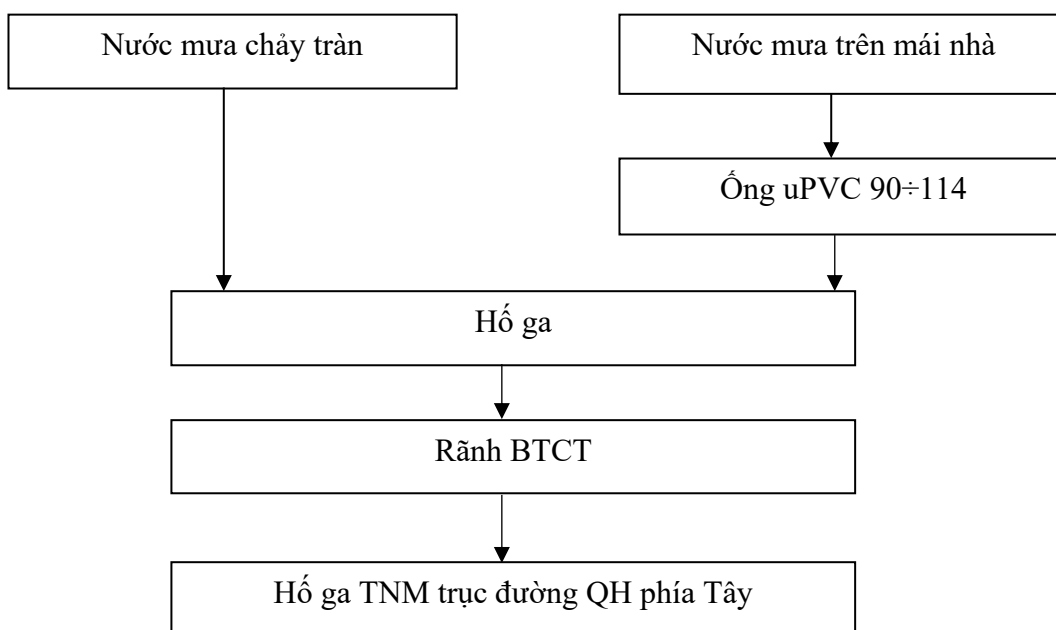 Nước mưa chảy tràn
Nước mưa trên mái nhà
Ống uPVC 90÷114
Hố ga
Rãnh BTCT
Hố ga TNM trục đường QH phía Tây